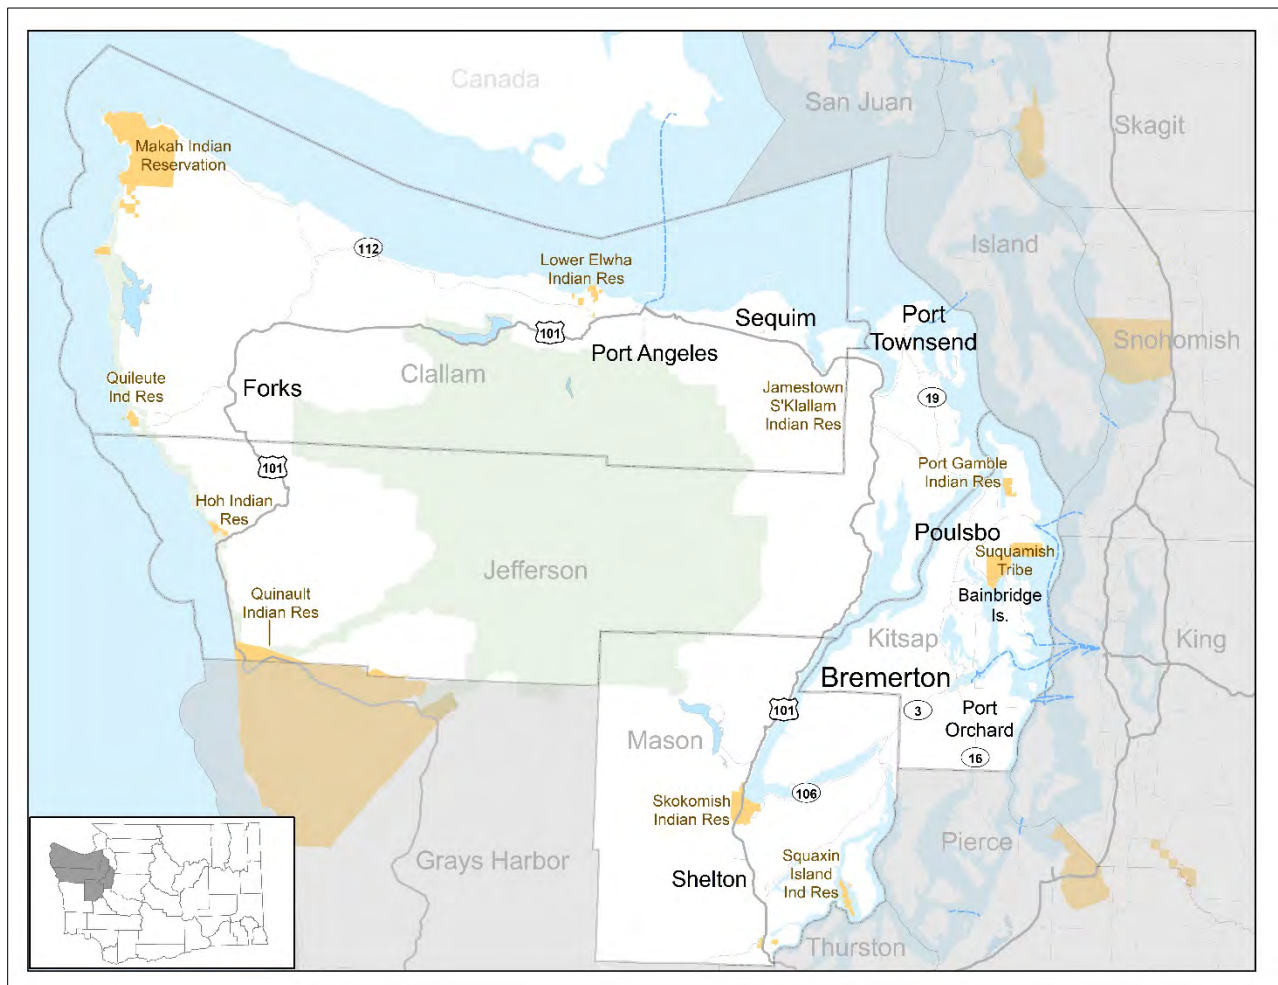 Canada
San Juan
Skagit
Makah Indian
Reservation
Island
112
Lower Elwha
Indian Res
Snohomish
101
Sequim
Port
Townsend
Port Angeles
Clallam
Quileute
Ind Res
Forks
Jamestown
S'Klallam
Indian Res
19
101
Port Gamble
Indian Res
Hoh Indian
Res
Poulsbo
Suquamish
Tribe
Jefferson
Bainbridge
Is.
Quinault
Indian Res
Kitsap
King
Bremerton
101
3
Port
Orchard
Mason
16
106
Skokomish
Indian Res
Pierce
Grays Harbor
Squaxin
Island
Ind Res
Shelton
Thurston